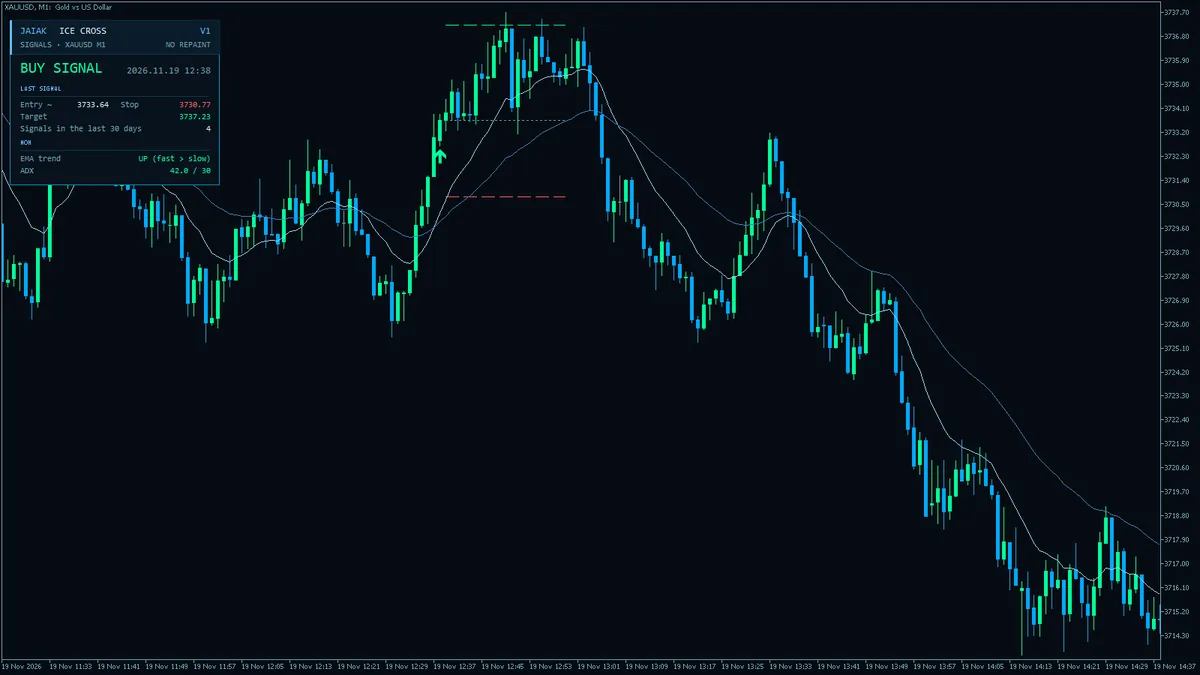 XAUUSD, M1: Gold vs US Dollar
JAIAK ICE CROSS V1
SIGNALS • XAUUSD M1 NO REPAINT
BUY SIGNAL 2026.11.19 12:38
LAST SIGNAL
Entry ~ 3733.64 Stop 3730.77
Target 3737.23
Signals in the last 30 days 4
NOW
EMA trend UP (fast > slow)
ADX 42.0 / 30
3737.70
3736.80
3735.90
3735.00
3734.10
3733.20
3732.30
3731.40
3730.50
3729.60
3728.70
3727.80
3726.90
3726.00
3725.10
3724.20
3723.30
3722.40
3721.50
3720.60
3719.70
3718.80
3717.90
3717.00
3716.10
3715.20
3714.30
19 Nov 2026 19 Nov 11:33 19 Nov 11:41 19 Nov 11:49 19 Nov 11:57 19 Nov 12:05 19 Nov 12:13 19 Nov 12:21 19 Nov 12:29 19 Nov 12:37 19 Nov 12:45 19 Nov 12:53 19 Nov 13:01 19 Nov 13:09 19 Nov 13:17 19 Nov 13:25 19 Nov 13:33 19 Nov 13:41 19 Nov 13:49 19 Nov 13:57 19 Nov 14:05 19 Nov 14:13 19 Nov 14:21 19 Nov 14:29 19 Nov 14:37